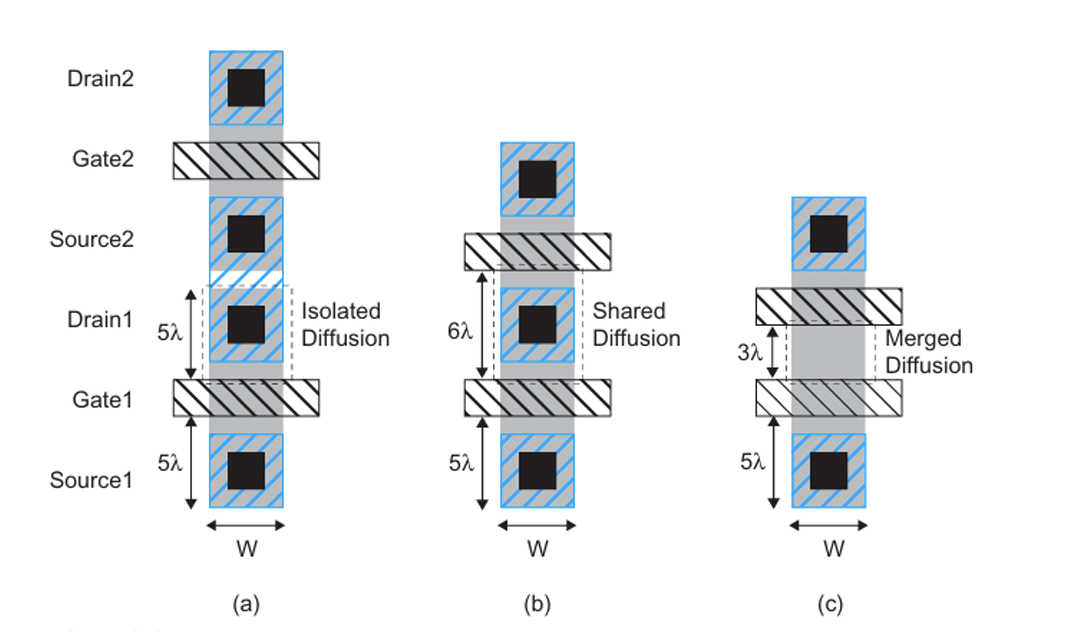 Drain2
Gate2
Source2
Drain1
Gate1
Source1
5λ
5λ
Isolated
Diffusion
W
(a)
6λ
5λ
Shared
Diffusion
W
(b)
3λ
5λ
Merged
Diffusion
W
(c)